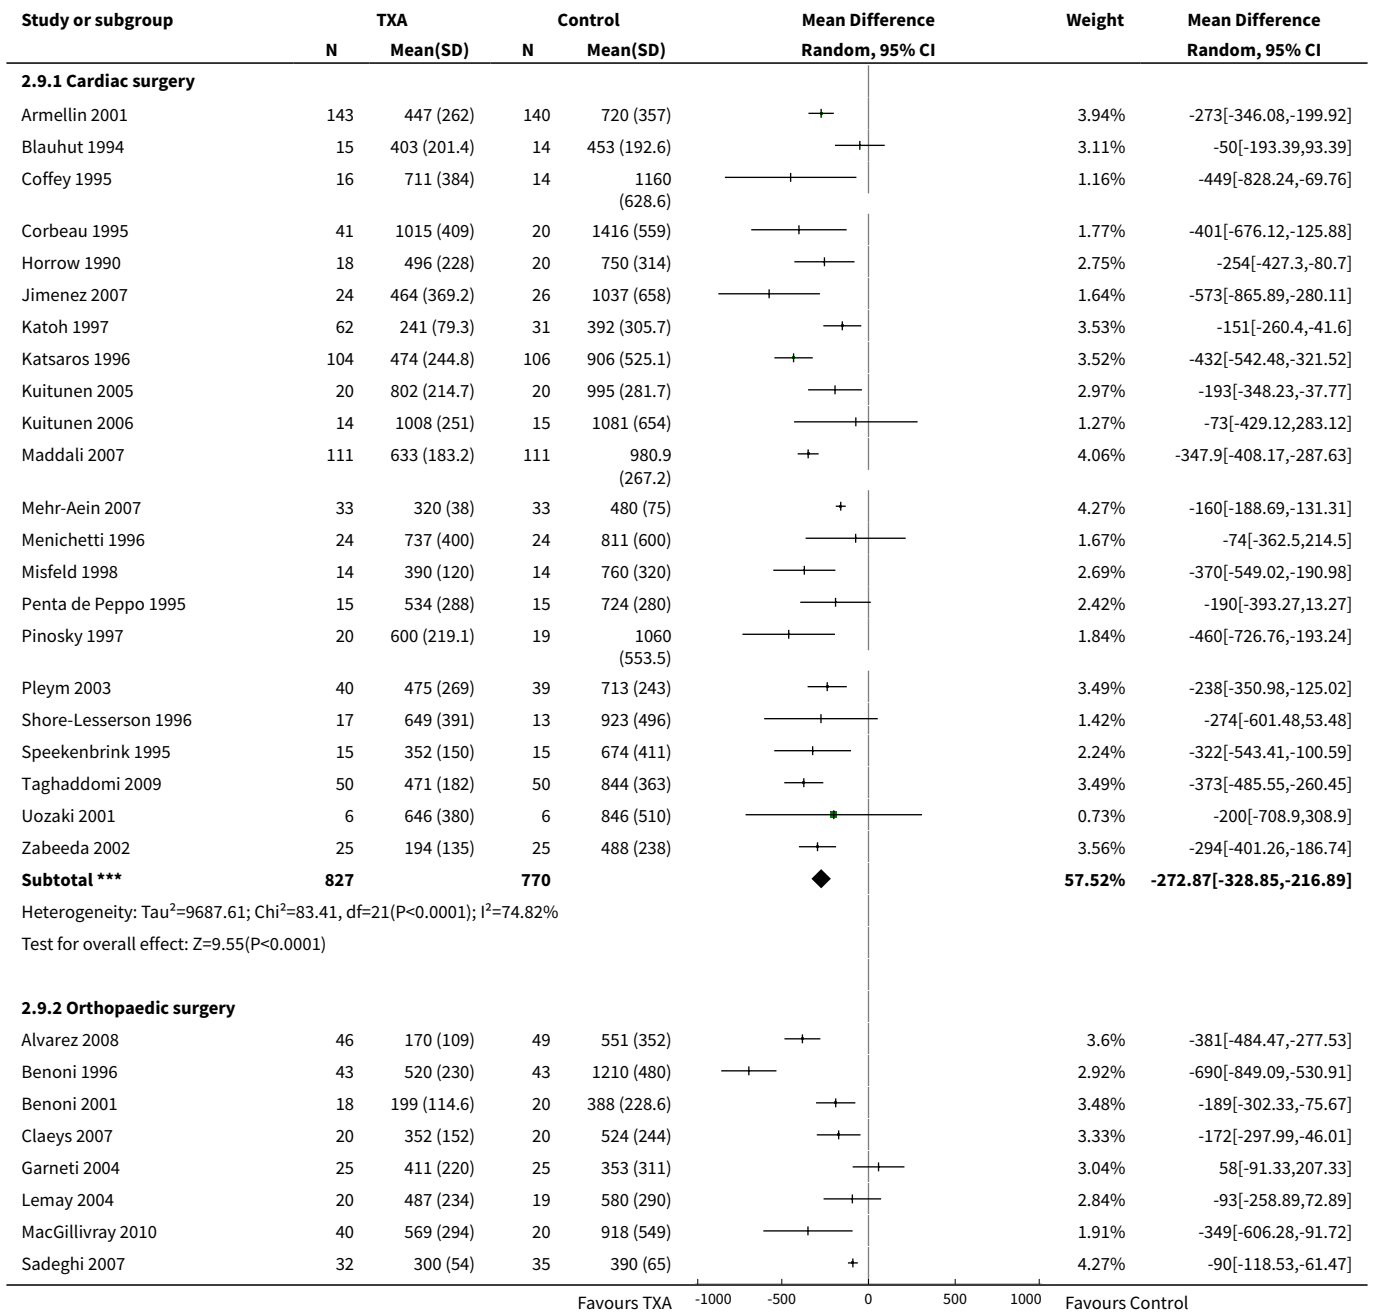 Study or subgroup TXA Control Mean Difference Weight Mean Difference
N Mean(SD) N Mean(SD) Random, 95% CI Random, 95% CI
2.9.1 Cardiac surgery
Armellin 2001 143 447 (262) 140 720 (357) 3.94% -273[-346.08,-199.92]
Blauhut 1994 15 403 (201.4) 14 453 (192.6) 3.11% -50[-193.39,93.39]
Coffey 1995 16 711 (384) 14 1160 1.16% -449[-828.24,-69.76]
(628.6)
Corbeau 1995 41 1015 (409) 20 1416 (559) 1.77% -401[-676.12,-125.88]
Horrow 1990 18 496 (228) 20 750 (314) 2.75% -254[-427.3,-80.7]
Jimenez 2007 24 464 (369.2) 26 1037 (658) 1.64% -573[-865.89,-280.11]
Katoh 1997 62 241 (79.3) 31 392 (305.7) 3.53% -151[-260.4,-41.6]
Katsaros 1996 104 474 (244.8) 106 906 (525.1) 3.52% -432[-542.48,-321.52]
Kuitunen 2005 20 802 (214.7) 20 995 (281.7) 2.97% -193[-348.23,-37.77]
Kuitunen 2006 14 1008 (251) 15 1081 (654) 1.27% -73[-429.12,283.12]
Maddali 2007 111 633 (183.2) 111 980.9 4.06% -347.9[-408.17,-287.63]
(267.2)
Mehr-Aein 2007 33 320 (38) 33 480 (75) 4.27% -160[-188.69,-131.31]
Menichetti 1996 24 737 (400) 24 811 (600) 1.67% -74[-362.5,214.5]
Misfeld 1998 14 390 (120) 14 760 (320) 2.69% -370[-549.02,-190.98]
Penta de Peppo 1995 15 534 (288) 15 724 (280) 2.42% -190[-393.27,13.27]
Pinosky 1997 20 600 (219.1) 19 1060 1.84% -460[-726.76,-193.24]
(553.5)
Pleym 2003 40 475 (269) 39 713 (243) 3.49% -238[-350.98,-125.02]
Shore-Lesserson 1996 17 649 (391) 13 923 (496) 1.42% -274[-601.48,53.48]
Speekenbrink 1995 15 352 (150) 15 674 (411) 2.24% -322[-543.41,-100.59]
Taghaddomi 2009 50 471 (182) 50 844 (363) 3.49% -373[-485.55,-260.45]
Uozaki 2001 6 646 (380) 6 846 (510) 0.73% -200[-708.9,308.9]
Zabeeda 2002 25 194 (135) 25 488 (238) 3.56% -294[-401.26,-186.74]
Subtotal *** 827 770 57.52% -272.87[-328.85,-216.89]
Heterogeneity: Tau²=9687.61; Chi²=83.41, df=21(P<0.0001); I²=74.82%
Test for overall effect: Z=9.55(P<0.0001)
2.9.2 Orthopaedic surgery
Alvarez 2008 46 170 (109) 49 551 (352) 3.6% -381[-484.47,-277.53]
Benoni 1996 43 520 (230) 43 1210 (480) 2.92% -690[-849.09,-530.91]
Benoni 2001 18 199 (114.6) 20 388 (228.6) 3.48% -189[-302.33,-75.67]
Claeys 2007 20 352 (152) 20 524 (244) 3.33% -172[-297.99,-46.01]
Garneti 2004 25 411 (220) 25 353 (311) 3.04% 58[-91.33,207.33]
Lemay 2004 20 487 (234) 19 580 (290) 2.84% -93[-258.89,72.89]
MacGillivray 2010 40 569 (294) 20 918 (549) 1.91% -349[-606.28,-91.72]
Sadeghi 2007 32 300 (54) 35 390 (65) 4.27% -90[-118.53,-61.47]
Favours TXA -1000 -500 0 500 1000 Favours Control